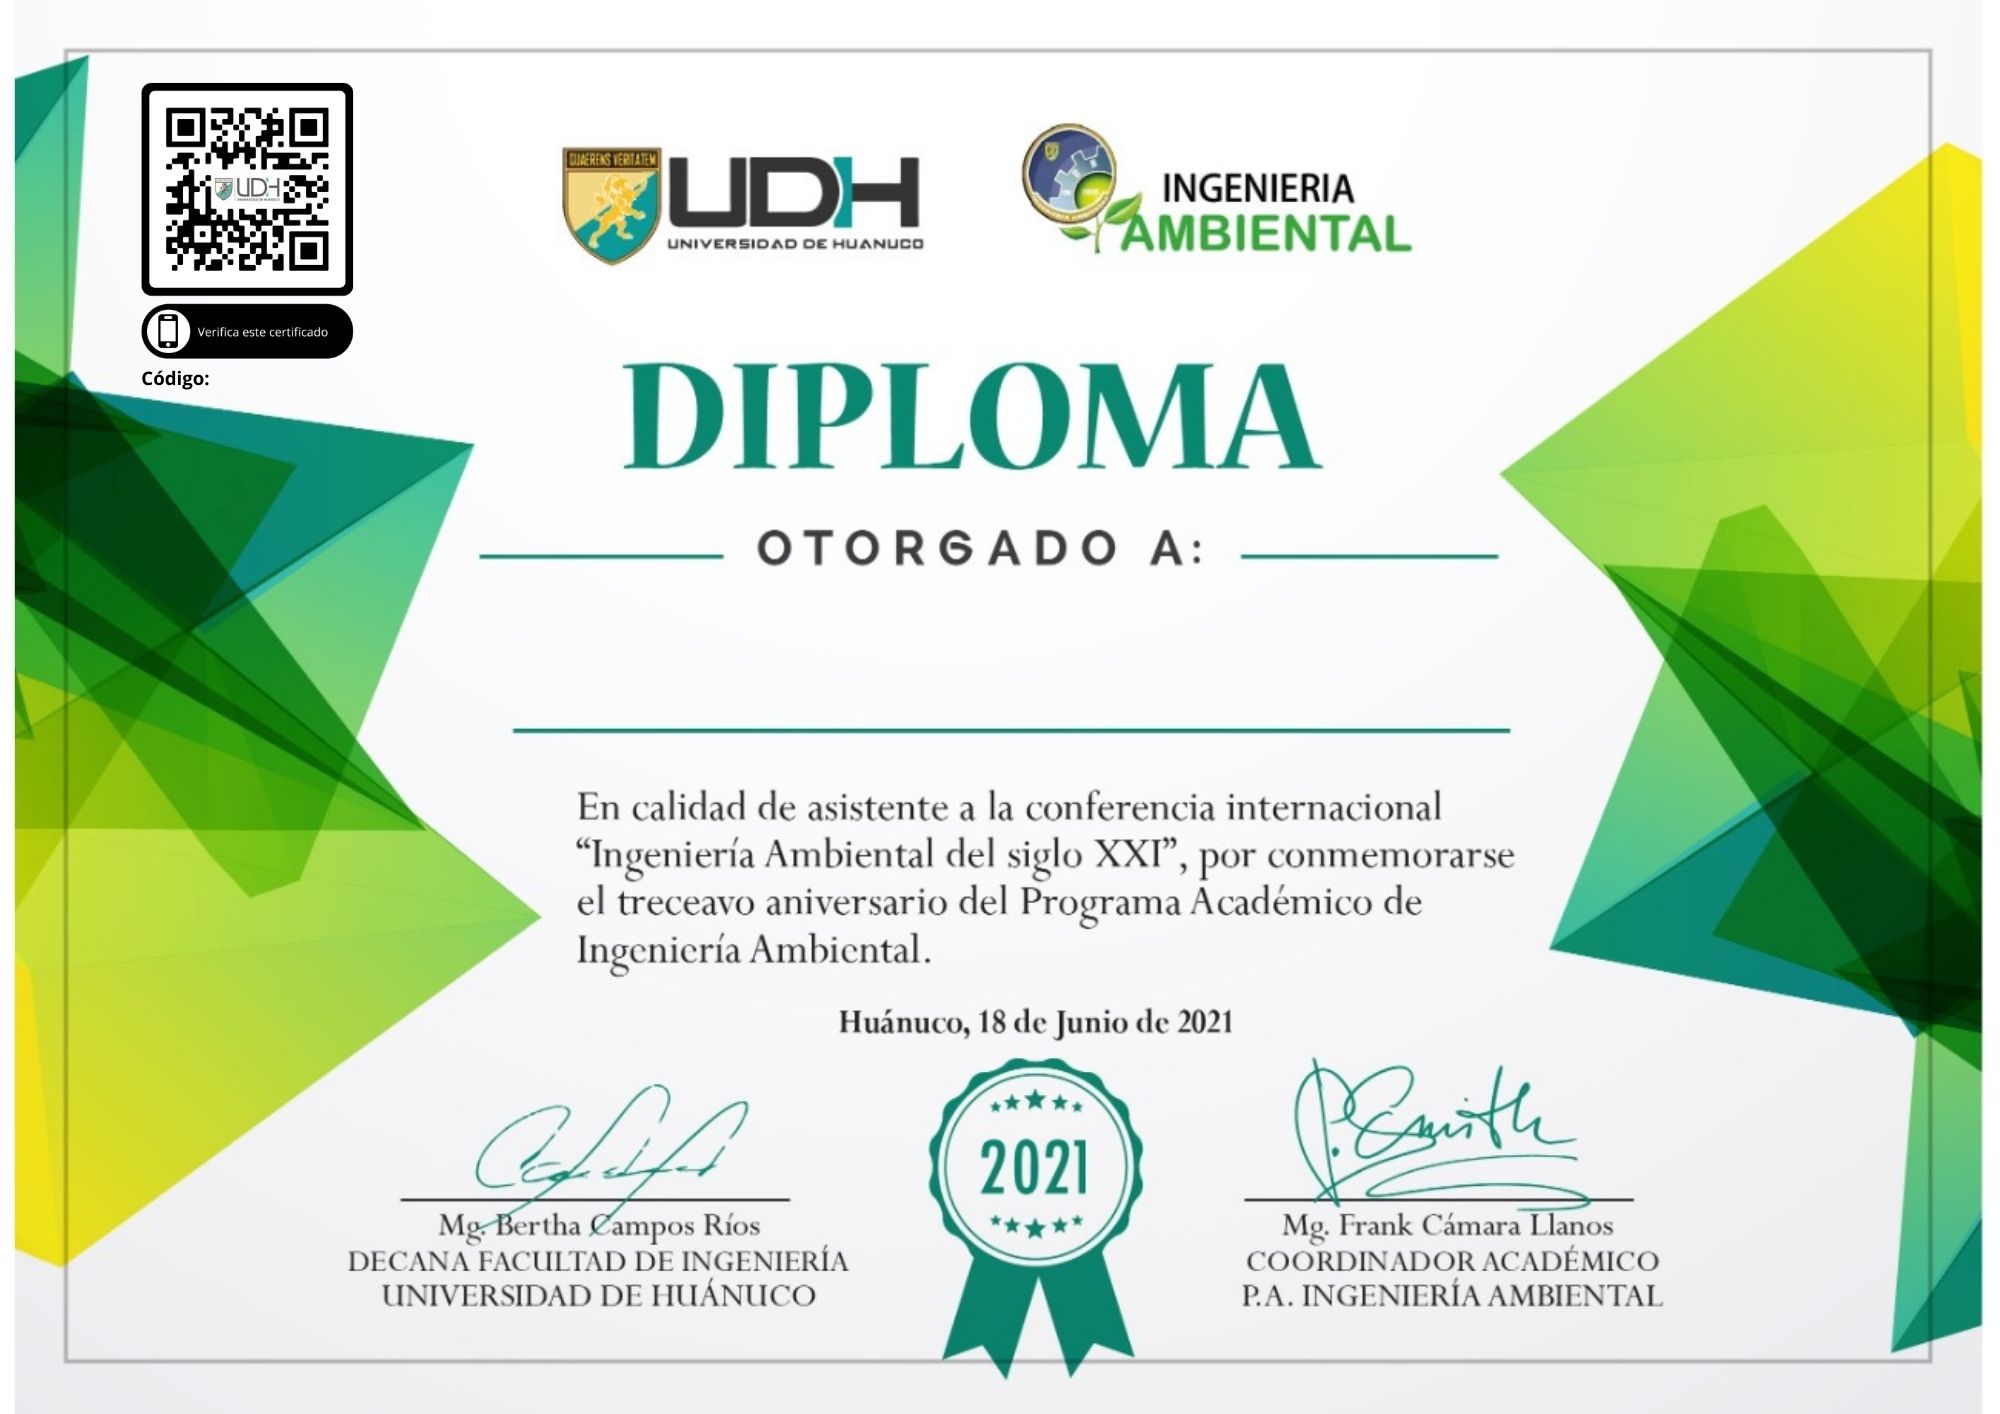 QUAERENS VERITATEM
UDH
UNIVERSIDAD DE HUANUCO
INGENIERIA
AMBIENTAL
UDH
Verifica este certificado
Código:
DIPLOMA
OTORGADO A:
En calidad de asistente a la conferencia internacional
“Ingeniería Ambiental del siglo XXI”, por conmemorarse
el treceavo aniversario del Programa Académico de
Ingeniería Ambiental.
Huánuco, 18 de Junio de 2021
2021
Smith
Mg. Bertha Campos Ríos
DECANA FACULTAD DE INGENIERÍA
UNIVERSIDAD DE HUÁNUCO
Mg. Frank Cámara Llanos
COORDINADOR ACADÉMICO
P.A. INGENIERÍA AMBIENTAL